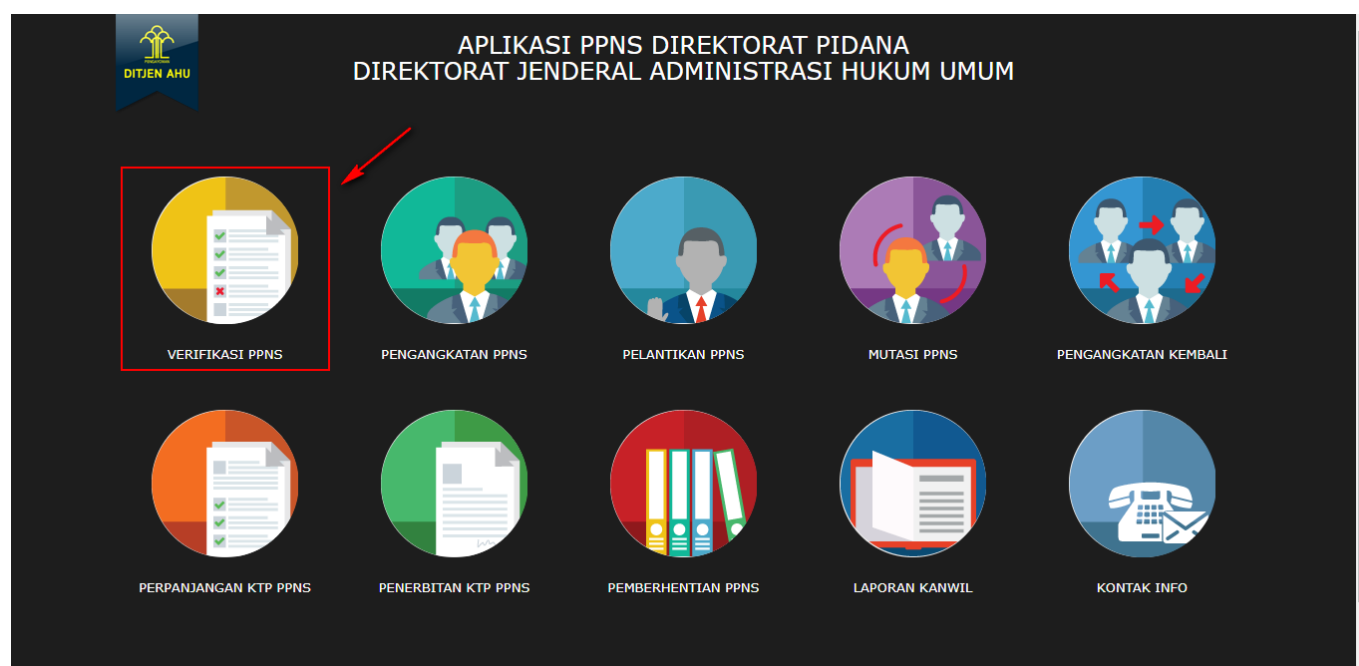 PENGAYOMAN
DITJEN AHU
APLIKASI PPNS DIREKTORAT PIDANA
DIREKTORAT JENDERAL ADMINISTRASI HUKUM UMUM
VERIFIKASI PPNS
PENGANGKATAN PPNS
PELANTIKAN PPNS
MUTASI PPNS
PENGANGKATAN KEMBALI
PERPANJANGAN KTP PPNS
PENERBITAN KTP PPNS
PEMBERHENTIAN PPNS
LAPORAN KANWIL
KONTAK INFO